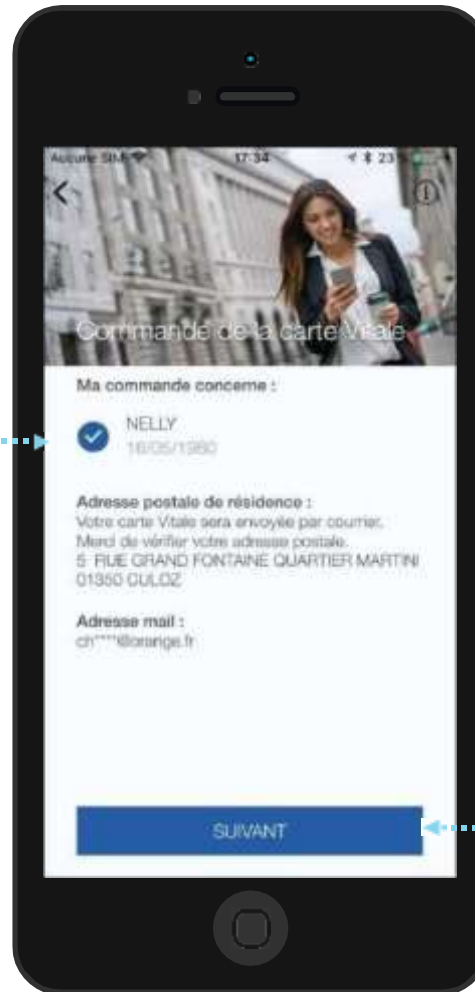 Aucune SIM 17:34 23 %
Commande de la carte Vitale
Ma commande concerne :
NELLY
16/05/1980
Adresse postale de résidence :
Votre carte Vitale sera envoyée par courrier.
Merci de vérifier votre adresse postale.
5 RUE GRAND FONTAINE QUARTIER MARTINI
01350 CULOZ
Adresse mail :
ch****@orange.fr
SUIVANT